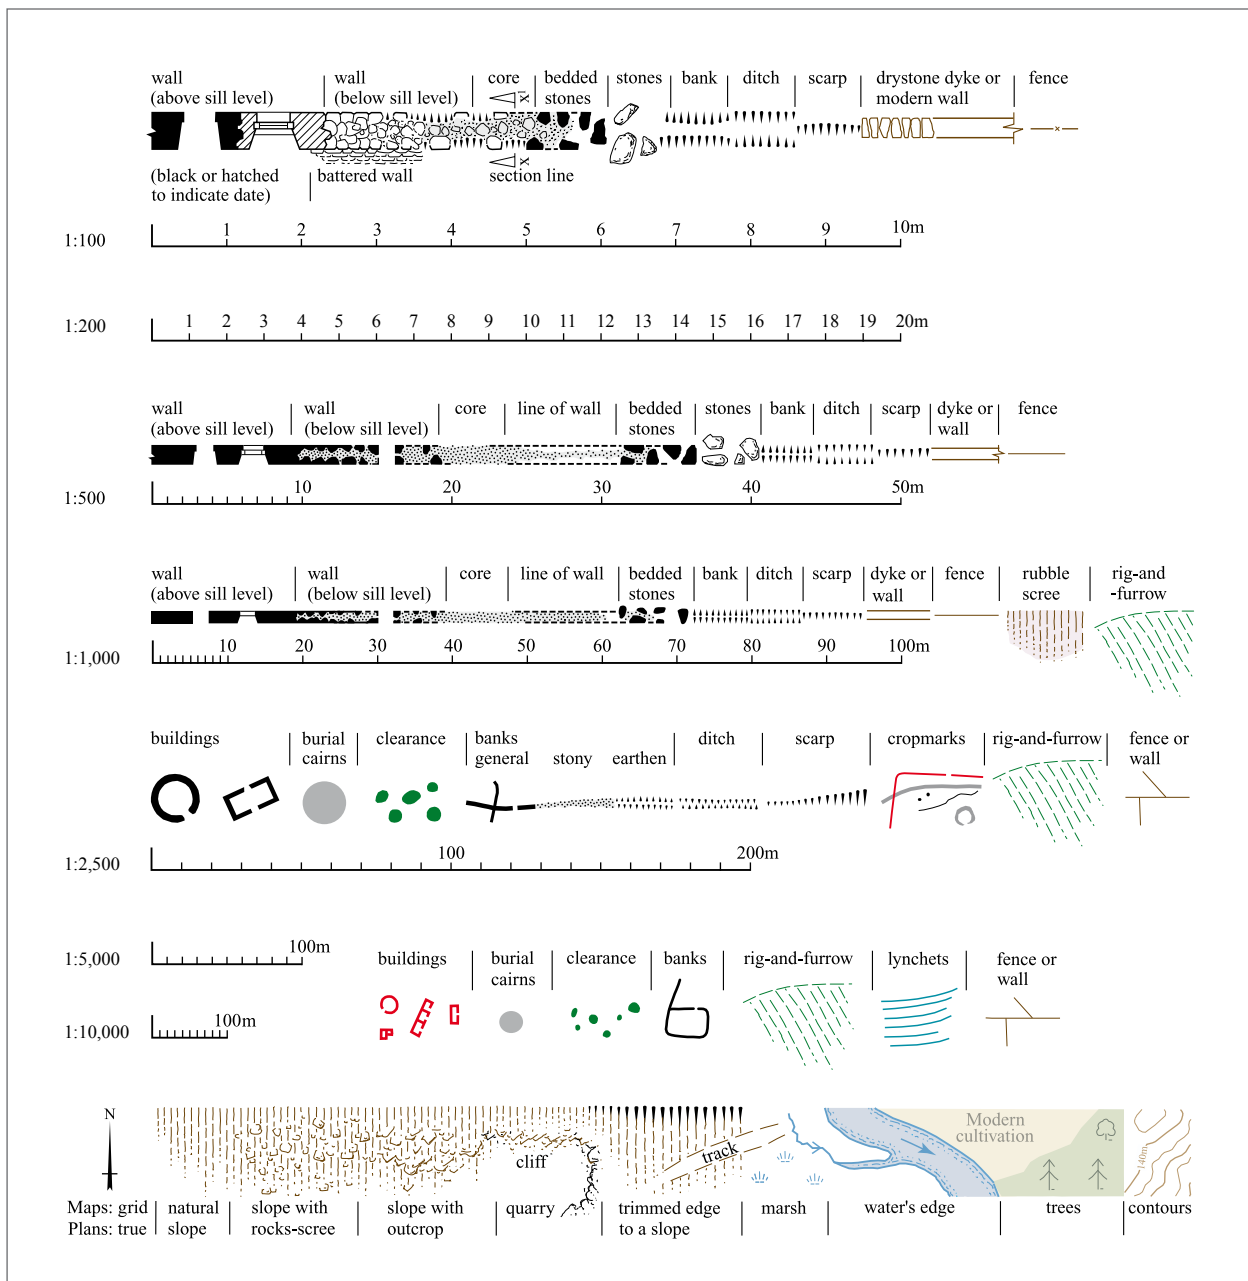 wall wall core bedded stones bank ditch scarp drystone dyke or fence
(above sill level) (below sill level) X¹ stones modern wall
x
X
(black or hatched battered wall section line
to indicate date)
1 2 3 4 5 6 7 8 9 10m
1:100
1 2 3 4 5 6 7 8 9 10 11 12 13 14 15 16 17 18 19 20m
1:200
wall wall core line of wall bedded stones bank ditch scarp dyke or fence
(above sill level) (below sill level) stones wall
1:500 10 20 30 40 50m
wall wall core line of wall bedded bank ditch scarp dyke or fence rubble rig-and
(above sill level) (below sill level) stones wall scree -furrow
1:1,000 10 20 30 40 50 60 70 80 90 100m
buildings burial clearance banks ditch scarp cropmarks rig-and-furrow fence or
cairns general stony earthen wall
100 200m
1:2,500
1:5,000 100m
buildings burial clearance banks rig-and-furrow lynchets fence or
cairns wall
1:10,000 100m
N
cliff
track
Modern
cultivation
140m
Maps: grid natural slope with slope with quarry trimmed edge marsh water's edge trees contours
Plans: true slope rocks-scree outcrop to a slope